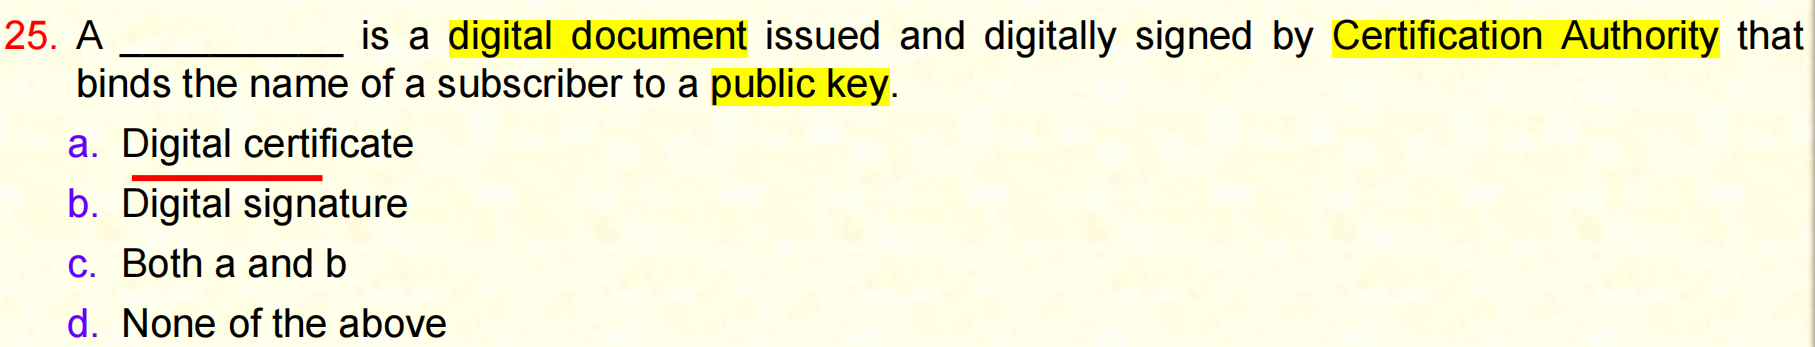 25. A __________ is a digital document issued and digitally signed by Certification Authority that
binds the name of a subscriber to a public key.
a. Digital certificate
b. Digital signature
c. Both a and b
d. None of the above